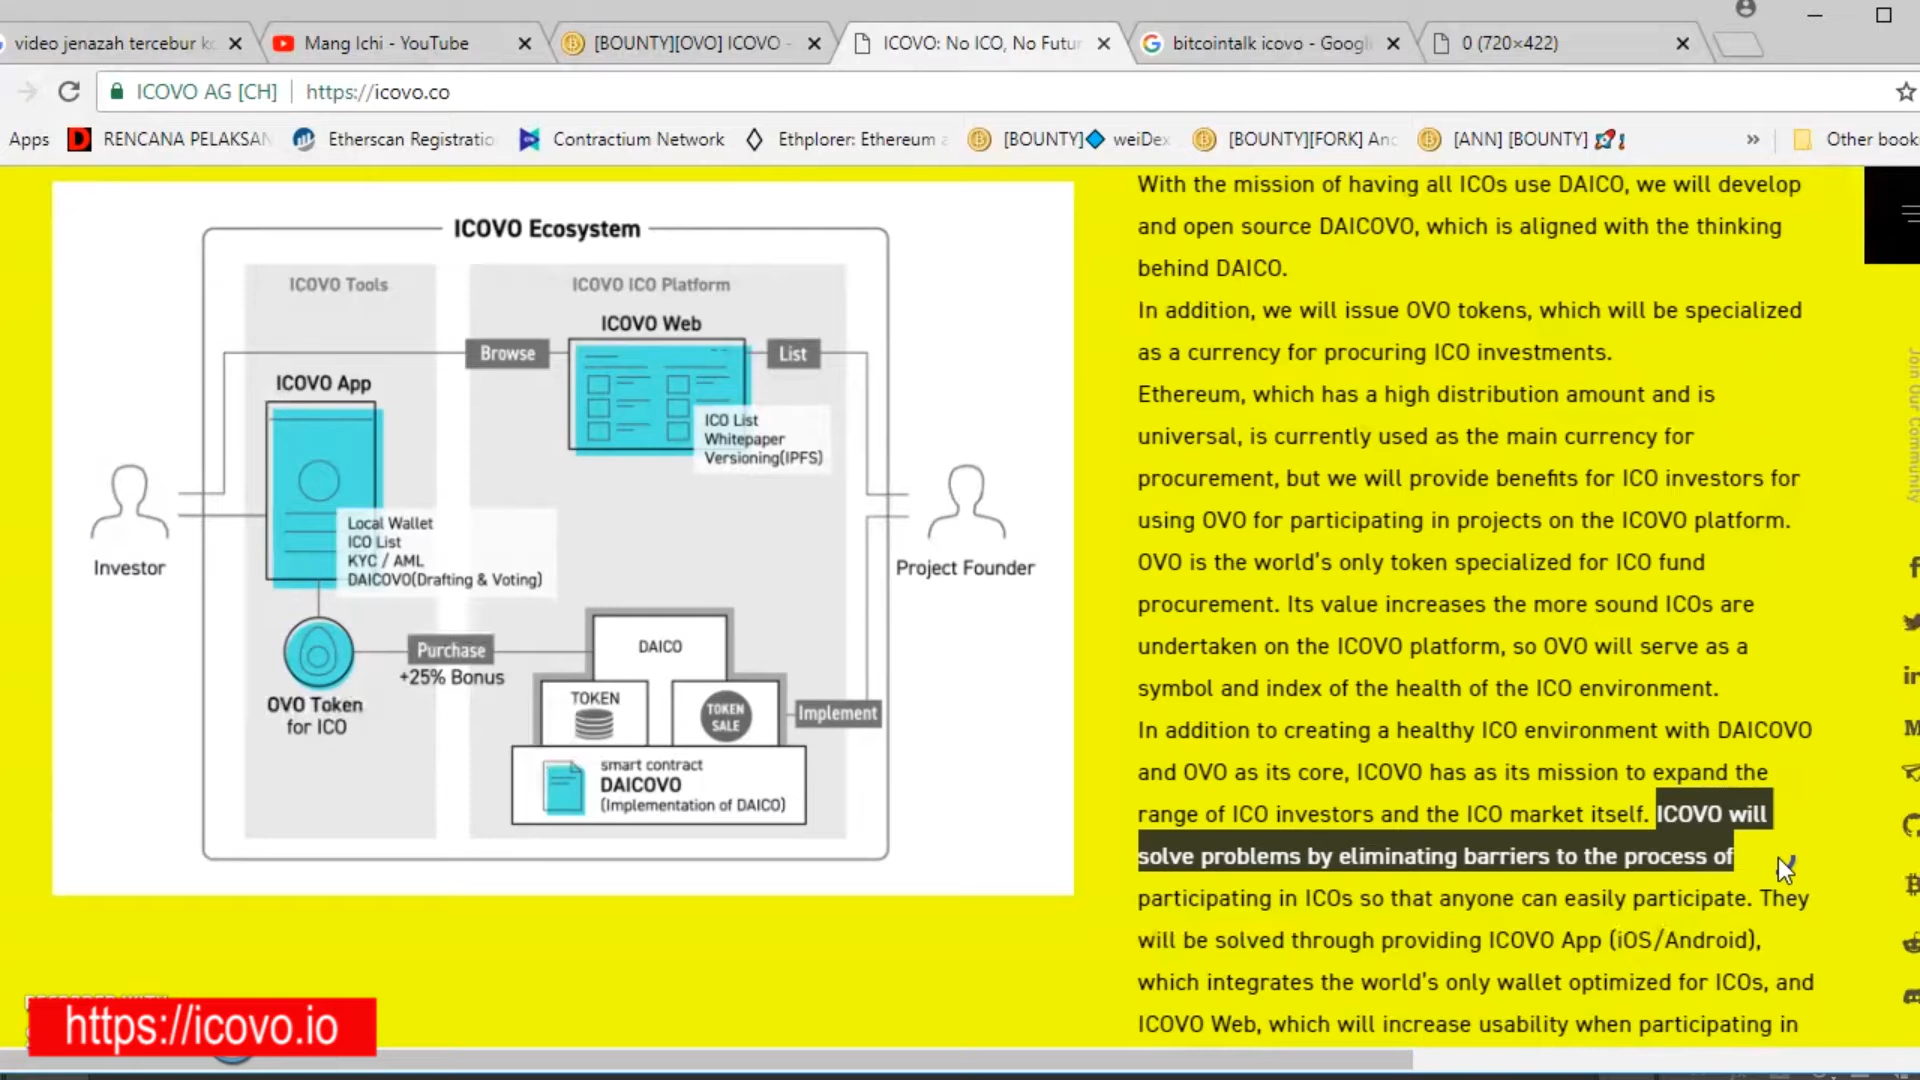 video jenazah tercebur
Mang Ichi - YouTube
[BOUNTY][OVO] ICOVO -
ICOVO: No ICO, No Futur
bitcointalk icovo - Googl
0 (720×422)
ICOVO AG [CH]
https://icovo.co
Apps
RENCANA PELAKSAN
Etherscan Registratio
Contractium Network
Ethplorer: Ethereum
[BOUNTY] weiDex
[BOUNTY][FORK] Anc
[ANN] [BOUNTY]
»
Other book
ICOVO Ecosystem
ICOVO Tools
ICOVO ICO Platform
ICOVO Web
Browse
List
ICOVO App
ICO List
Whitepaper
Versioning(IPFS)
Local Wallet
ICO List
KYC / AML
DAICOVO(Drafting & Voting)
Investor
Project Founder
DAICO
Purchase
+25% Bonus
TOKEN
TOKEN
SALE
Implement
OVO Token
for ICO
smart contract
DAICOVO
(Implementation of DAICO)
With the mission of having all ICOs use DAICO, we will develop
and open source DAICOVO, which is aligned with the thinking
behind DAICO.
In addition, we will issue OVO tokens, which will be specialized
as a currency for procuring ICO investments.
Ethereum, which has a high distribution amount and is
universal, is currently used as the main currency for
procurement, but we will provide benefits for ICO investors for
using OVO for participating in projects on the ICOVO platform.
OVO is the world's only token specialized for ICO fund
procurement. Its value increases the more sound ICOs are
undertaken on the ICOVO platform, so OVO will serve as a
symbol and index of the health of the ICO environment.
In addition to creating a healthy ICO environment with DAICOVO
and OVO as its core, ICOVO has as its mission to expand the
range of ICO investors and the ICO market itself. ICOVO will
solve problems by eliminating barriers to the process of
participating in ICOs so that anyone can easily participate. They
will be solved through providing ICOVO App (iOS/Android),
which integrates the world's only wallet optimized for ICOs, and
ICOVO Web, which will increase usability when participating in
Join Our Community
https://icovo.io